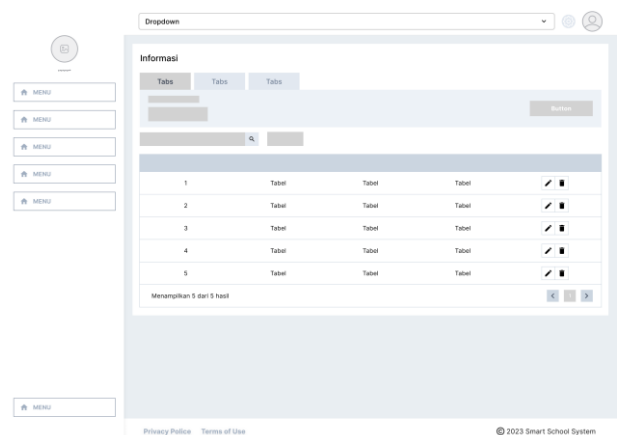 Dropdown
Informasi
Tabs Tabs Tabs
Button
MENU
MENU
MENU
MENU
MENU
1 Tabel Tabel Tabel
2 Tabel Tabel Tabel
3 Tabel Tabel Tabel
4 Tabel Tabel Tabel
5 Tabel Tabel Tabel
Menampilkan 5 dari 5 hasil
MENU
Privacy Police Terms of Use © 2023 Smart School System